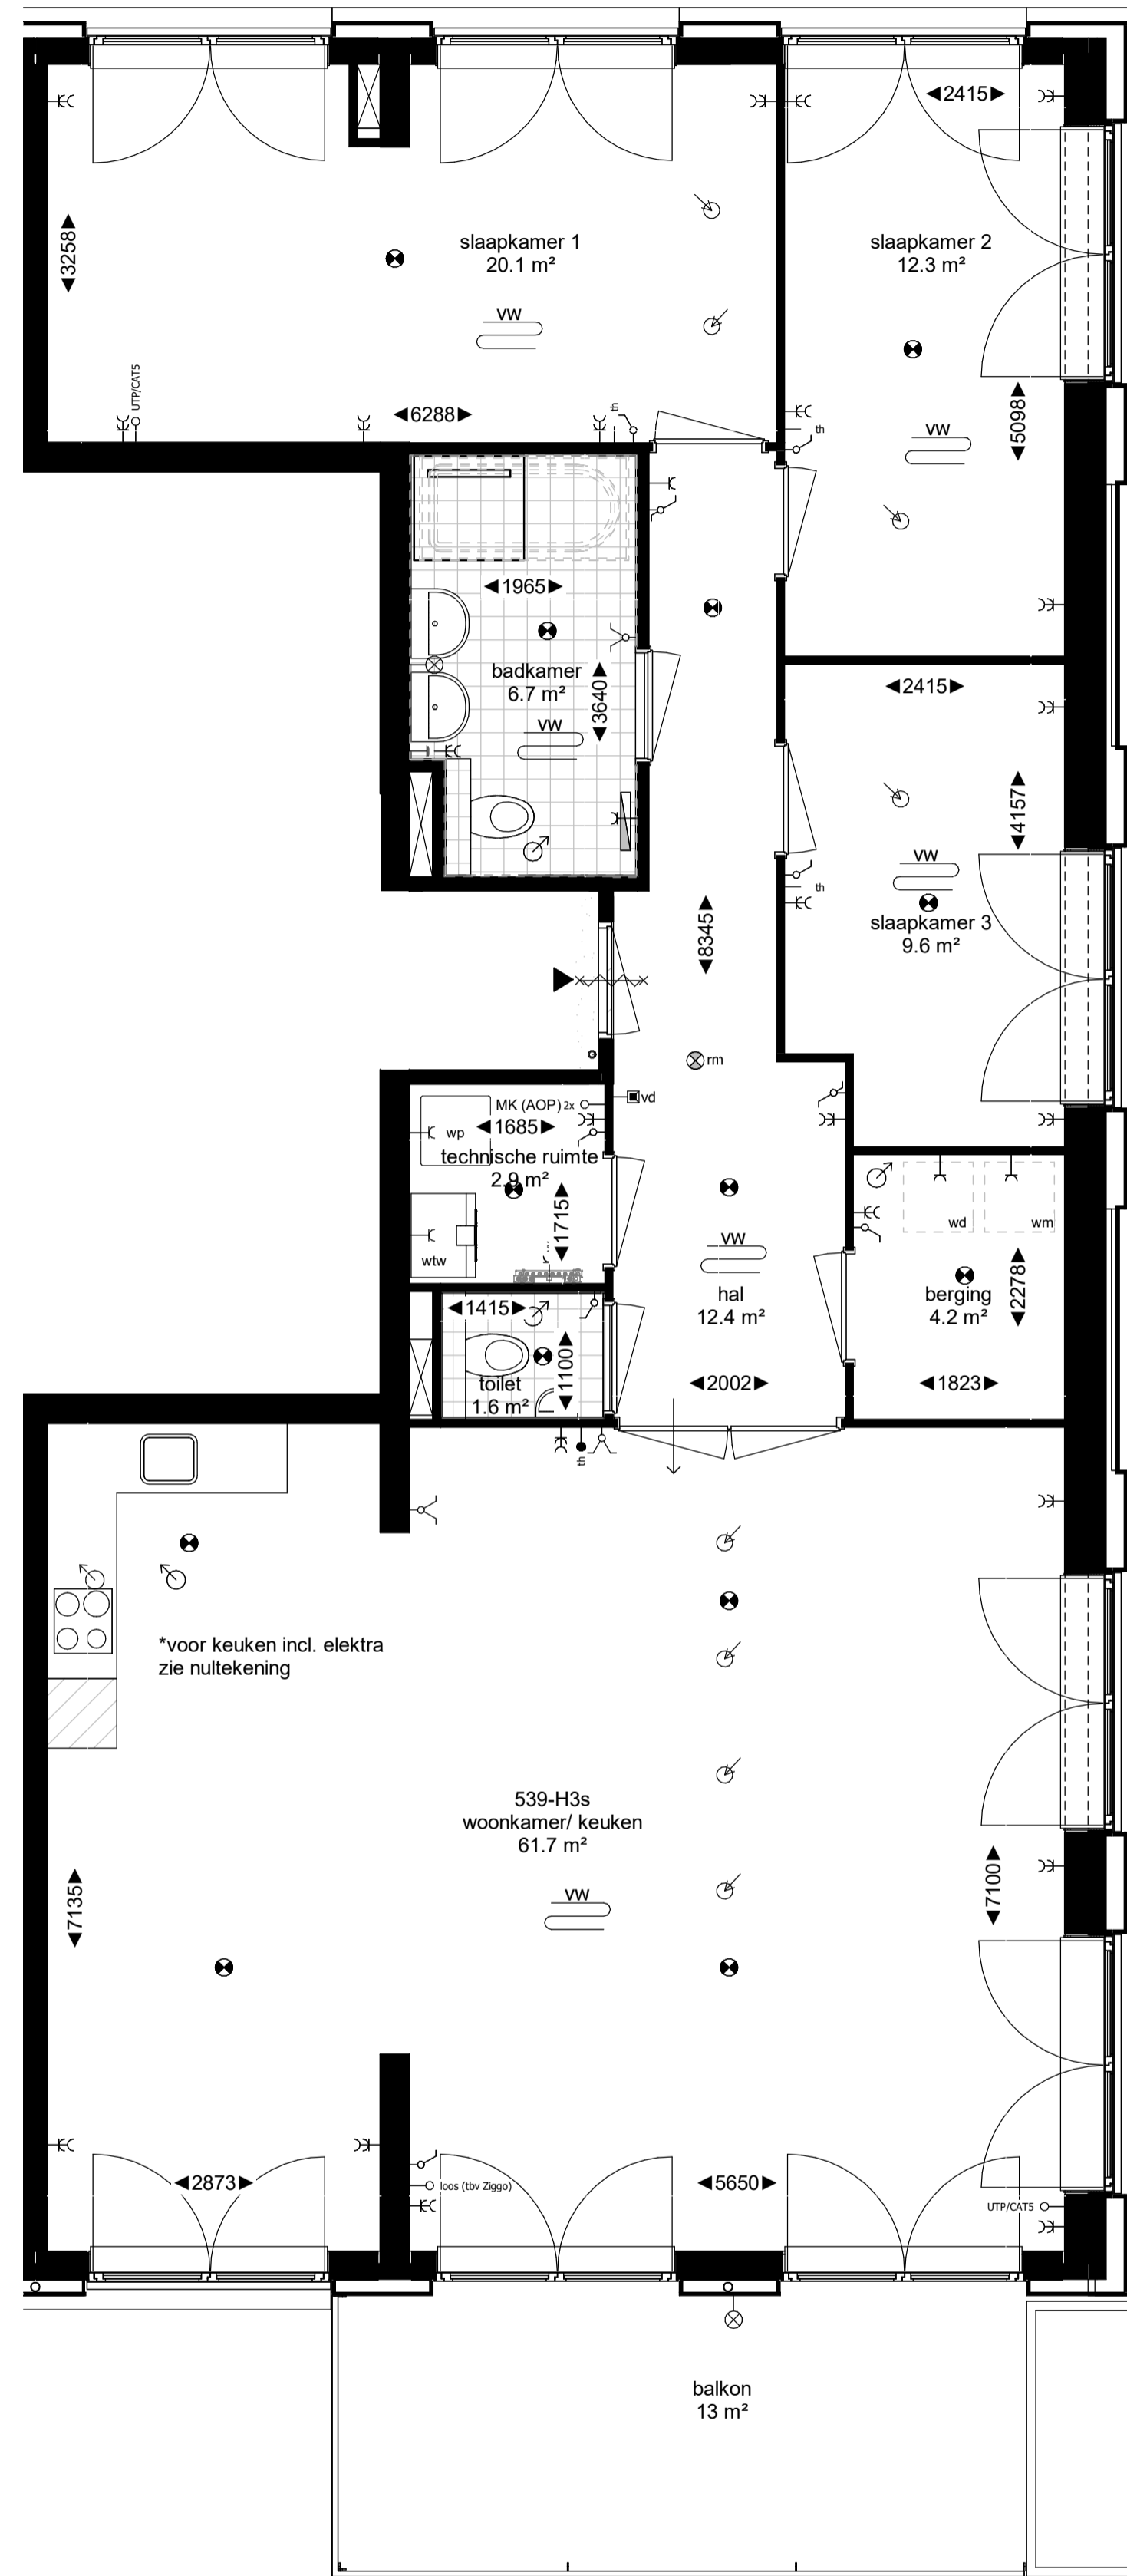 2415
slaapkamer 1
20.1 m²
slaapkamer 2
12.3 m²
3258
VW
UTP/CAT5
6288
th
5098
th
VW
1965
badkamer
6.7 m²
3640
VW
2415
4157
VW
th
slaapkamer 3
9.6 m²
8345
rm
MK (AOP) 2x
vd
wp
1685
technische ruimte
2.9 m²
1715
wtw
wd
wm
VW
hal
12.4 m²
berging
4.2 m²
2278
1415
1100
toilet
1.6 m²
2002
1823
th
*voor keuken incl. elektra
zie nultekening
539-H3s
woonkamer/ keuken
61.7 m²
7135
7100
VW
2873
loos (tbv Ziggo)
5650
UTP/CAT5
balkon
13 m²